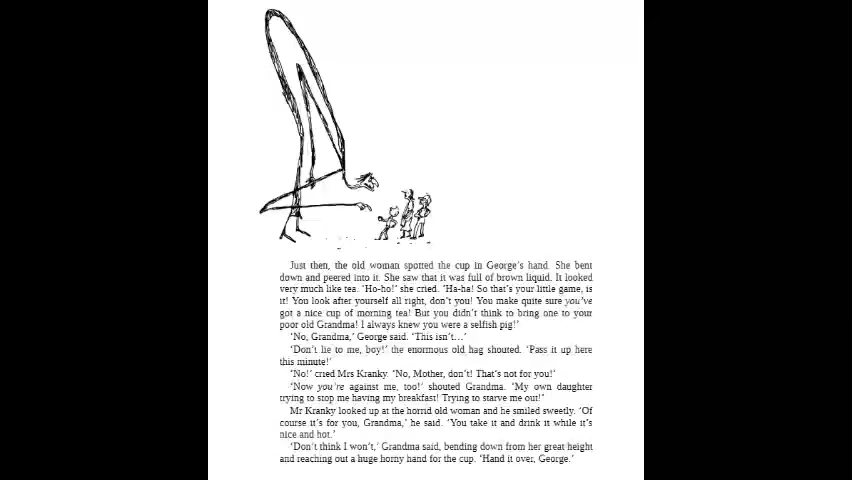 Just then, the old woman spotted the cup in George's hand. She bent
down and peered into it. She saw that it was full of brown liquid. It looked
very much like tea. ‘Ho-ho!’ she cried. ‘Ha-ha! So that's your little game, is
it! You look after yourself all right, don't you! You make quite sure you've
got a nice cup of morning tea! But you didn't think to bring one to your
poor old Grandma! I always knew you were a selfish pig!’
‘No, Grandma,’ George said. ‘This isn't…’
‘Don't lie to me, boy!’ the enormous old hag shouted. ‘Pass it up here
this minute!’
‘No!’ cried Mrs Kranky. ‘No, Mother, don't! That's not for you!’
‘Now you're against me, too!’ shouted Grandma. ‘My own daughter
trying to stop me having my breakfast! Trying to starve me out!’
Mr Kranky looked up at the horrid old woman and he smiled sweetly. ‘Of
course it's for you, Grandma,’ he said. ‘You take it and drink it while it's
nice and hot.’
‘Don't think I won't,’ Grandma said, bending down from her great height
and reaching out a huge horny hand for the cup. ‘Hand it over, George.’